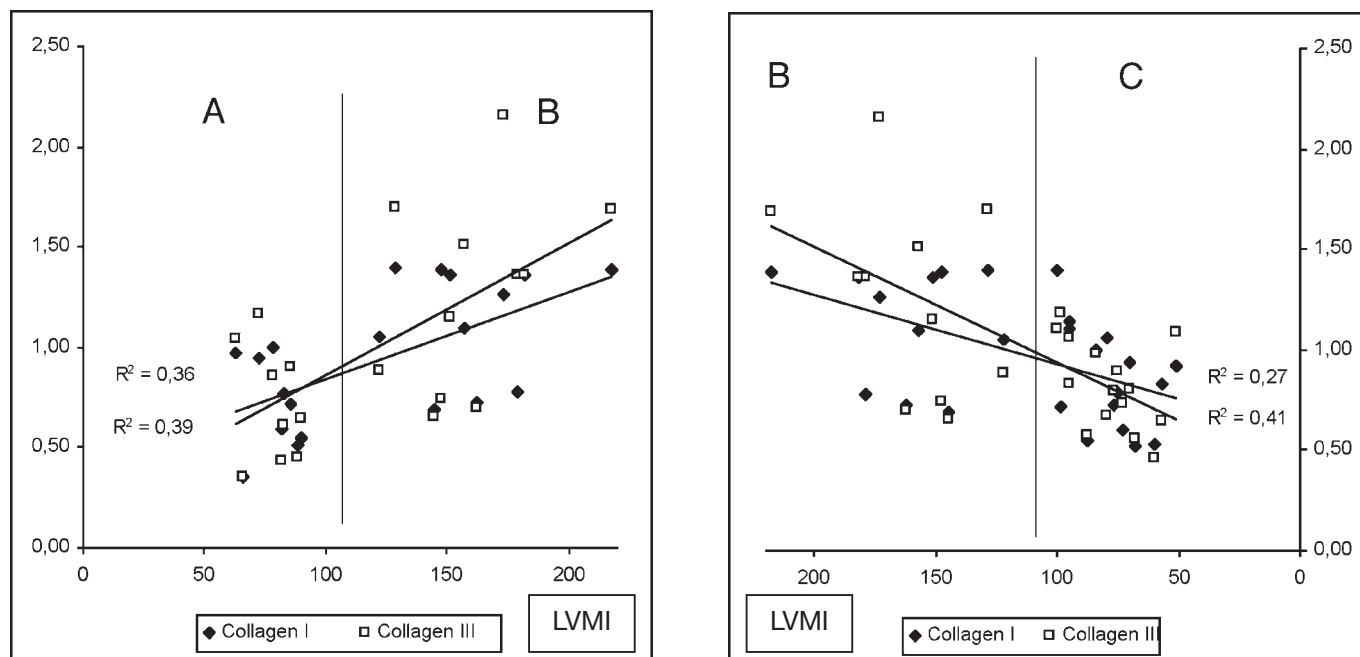 2,50
A
B
2,00
1,50
1,00
R² = 0,36
R² = 0,39
0,50
0,00
0
50
100
150
200
LVMI
Collagen I
Collagen III
2,50
B
C
2,00
1,50
1,00
R² = 0,27
R² = 0,41
0,50
0,00
200
150
100
50
0
LVMI
Collagen I
Collagen III